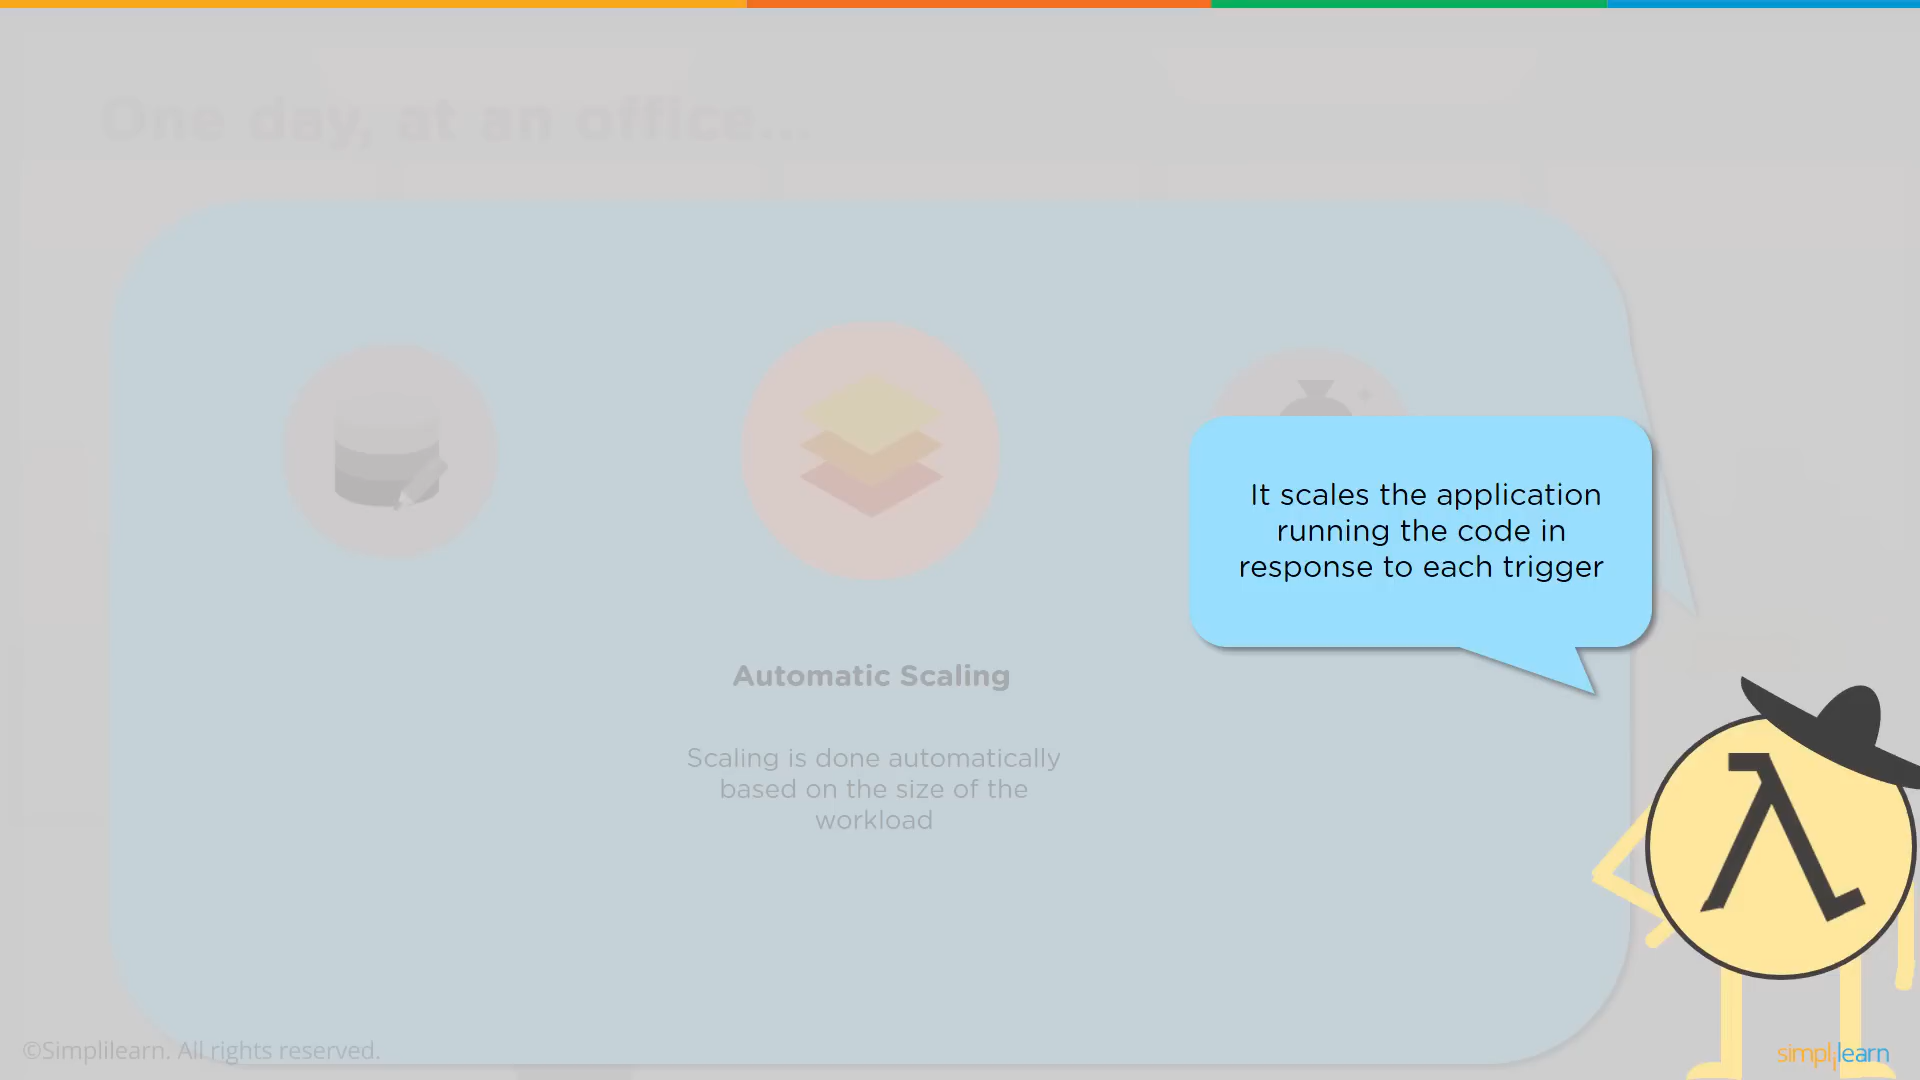 One day, at an office...
It scales the application
running the code in
response to each trigger
Automatic Scaling
Scaling is done automatically
based on the size of the
workload
©Simplilearn. All rights reserved.
simplilearn